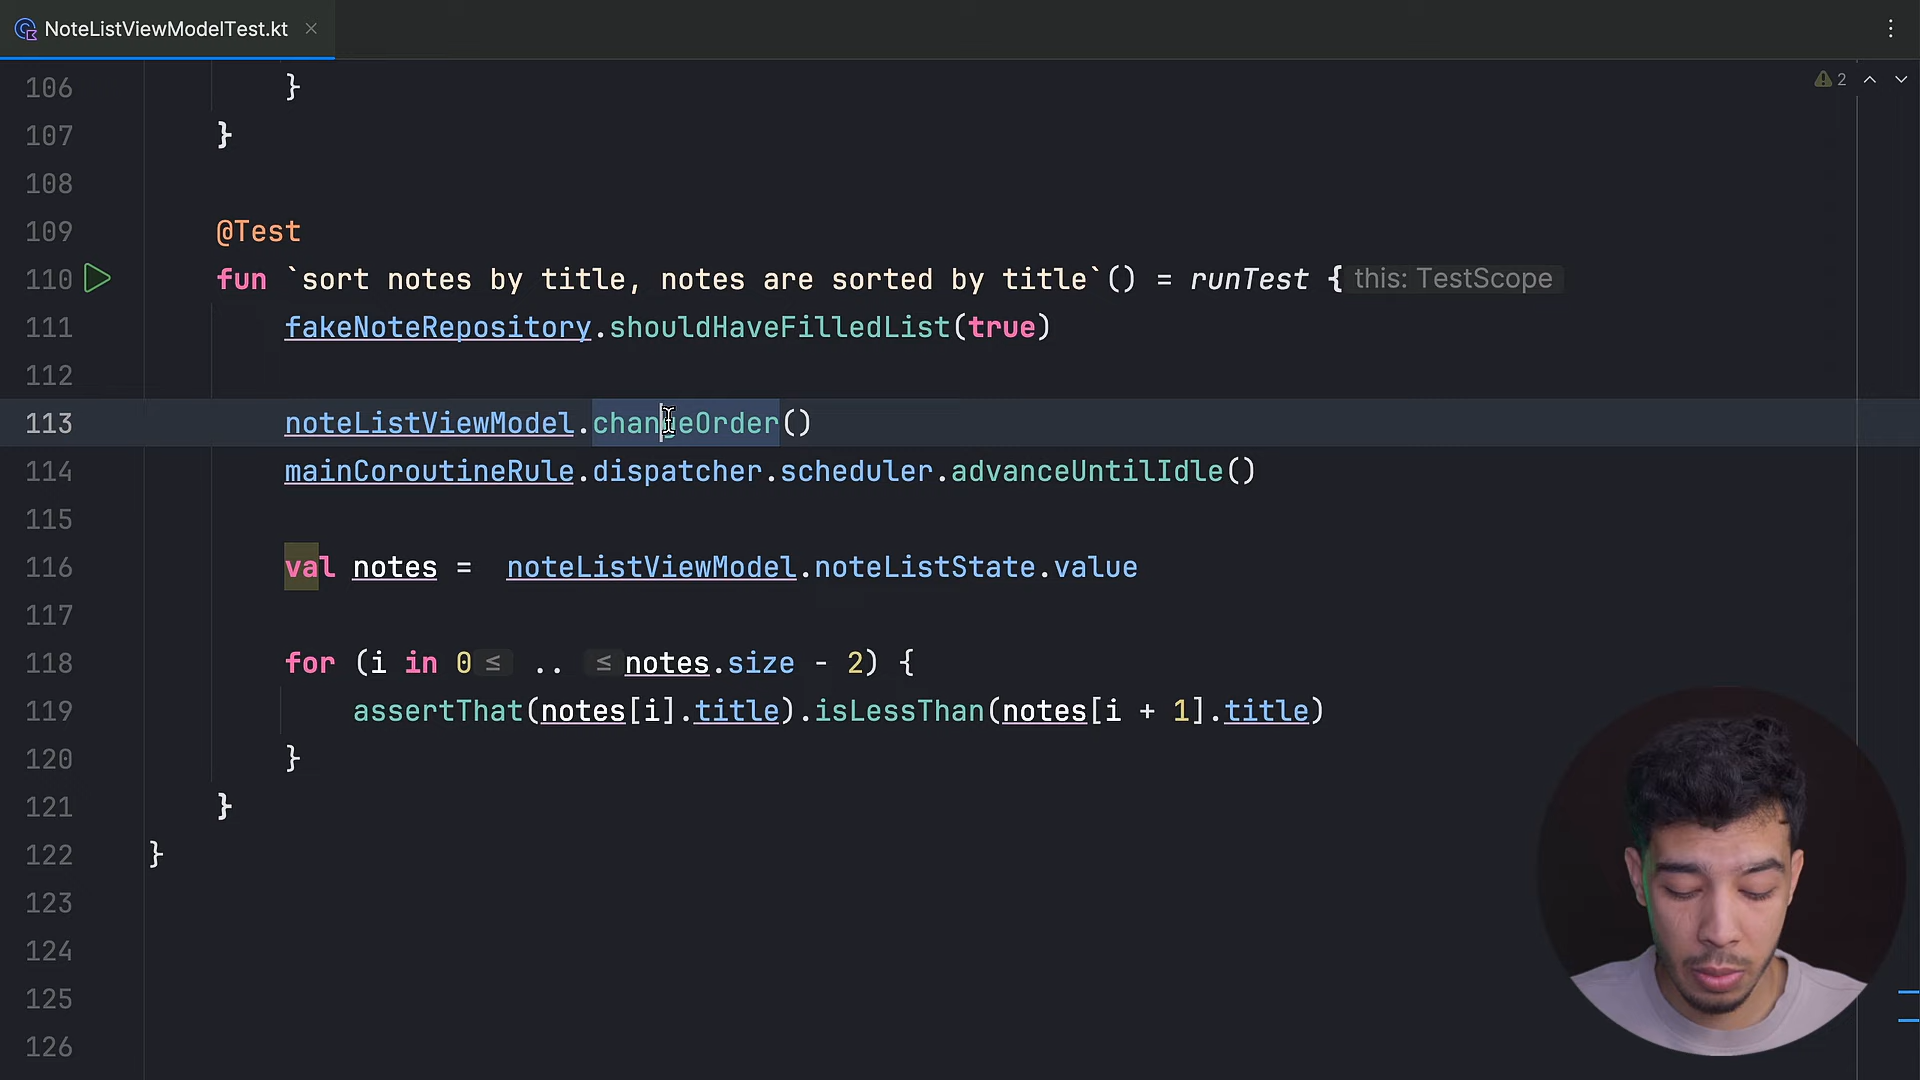 NoteListViewModelTest.kt
106 }
2
107 }
108
109 @Test
110 fun `sort notes by title, notes are sorted by title`() = runTest { this: TestScope
111 fakeNoteRepository.shouldHaveFilledList(true)
112
113 noteListViewModel.changeOrder()
114 mainCoroutineRule.dispatcher.scheduler.advanceUntilIdle()
115
116 val notes =  noteListViewModel.noteListState.value
117
118 for (i in 0 ≤ .. ≤ notes.size - 2) {
119 assertThat(notes[i].title).isLessThan(notes[i + 1].title)
120 }
121 }
122 }
123
124
125
126